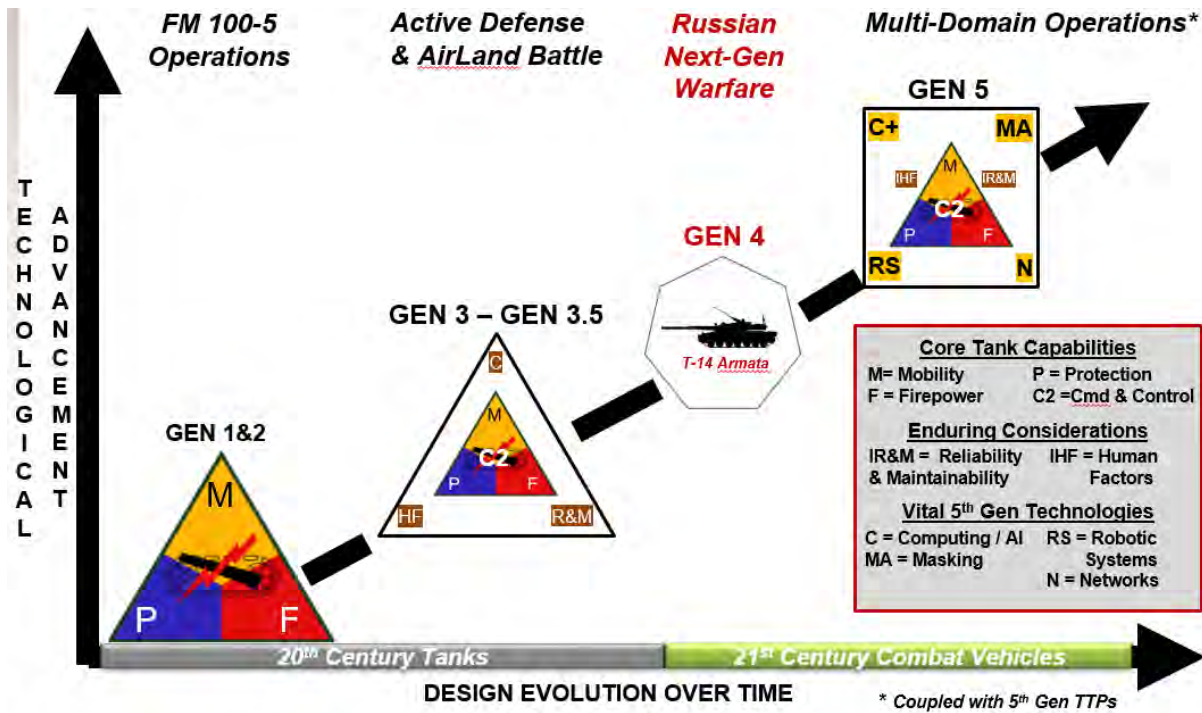 FM 100-5
Operations
Active Defense
& AirLand Battle
Russian
Next-Gen
Warfare
Multi-Domain Operations*
TECHNOLOGICAL
ADVANCEMENT
GEN 1&2
M
P
F
GEN 3 – GEN 3.5
C
M
C2
P
F
HF
R&M
GEN 4
T-14 Armata
GEN 5
C+
MA
IHF
IR&M
M
C2
P
F
RS
N
Core Tank Capabilities
M= Mobility P = Protection
F = Firepower C2 =Cmd & Control
Enduring Considerations
IR&M = Reliability IHF = Human
& Maintainability Factors
Vital 5th Gen Technologies
C = Computing / AI RS = Robotic
MA = Masking Systems
N = Networks
20th Century Tanks
21st Century Combat Vehicles
DESIGN EVOLUTION OVER TIME
* Coupled with 5th Gen TTPs